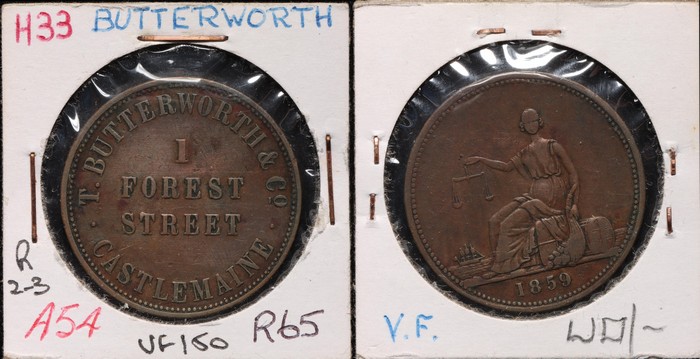 H33 BUTTERWORTH
T. BUTTERWORTH & Co.
1
FOREST
STREET
CASTLEMAINE
R
2-3
A54
VF150
R65
1859
V.F.